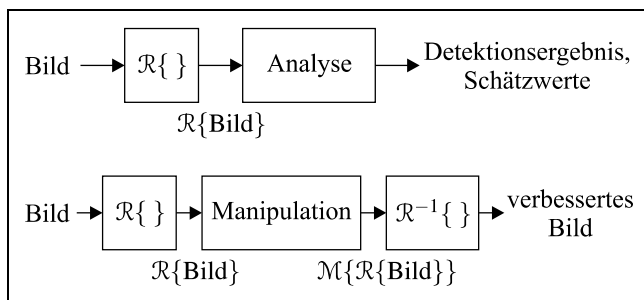 Bild
ℛ{ }
Analyse
Detektionsergebnis,
Schätzwerte
ℛ{Bild}
Bild
ℛ{ }
Manipulation
ℛ⁻¹{ }
verbessertes
Bild
ℛ{Bild}
ℳ{ℛ{Bild}}